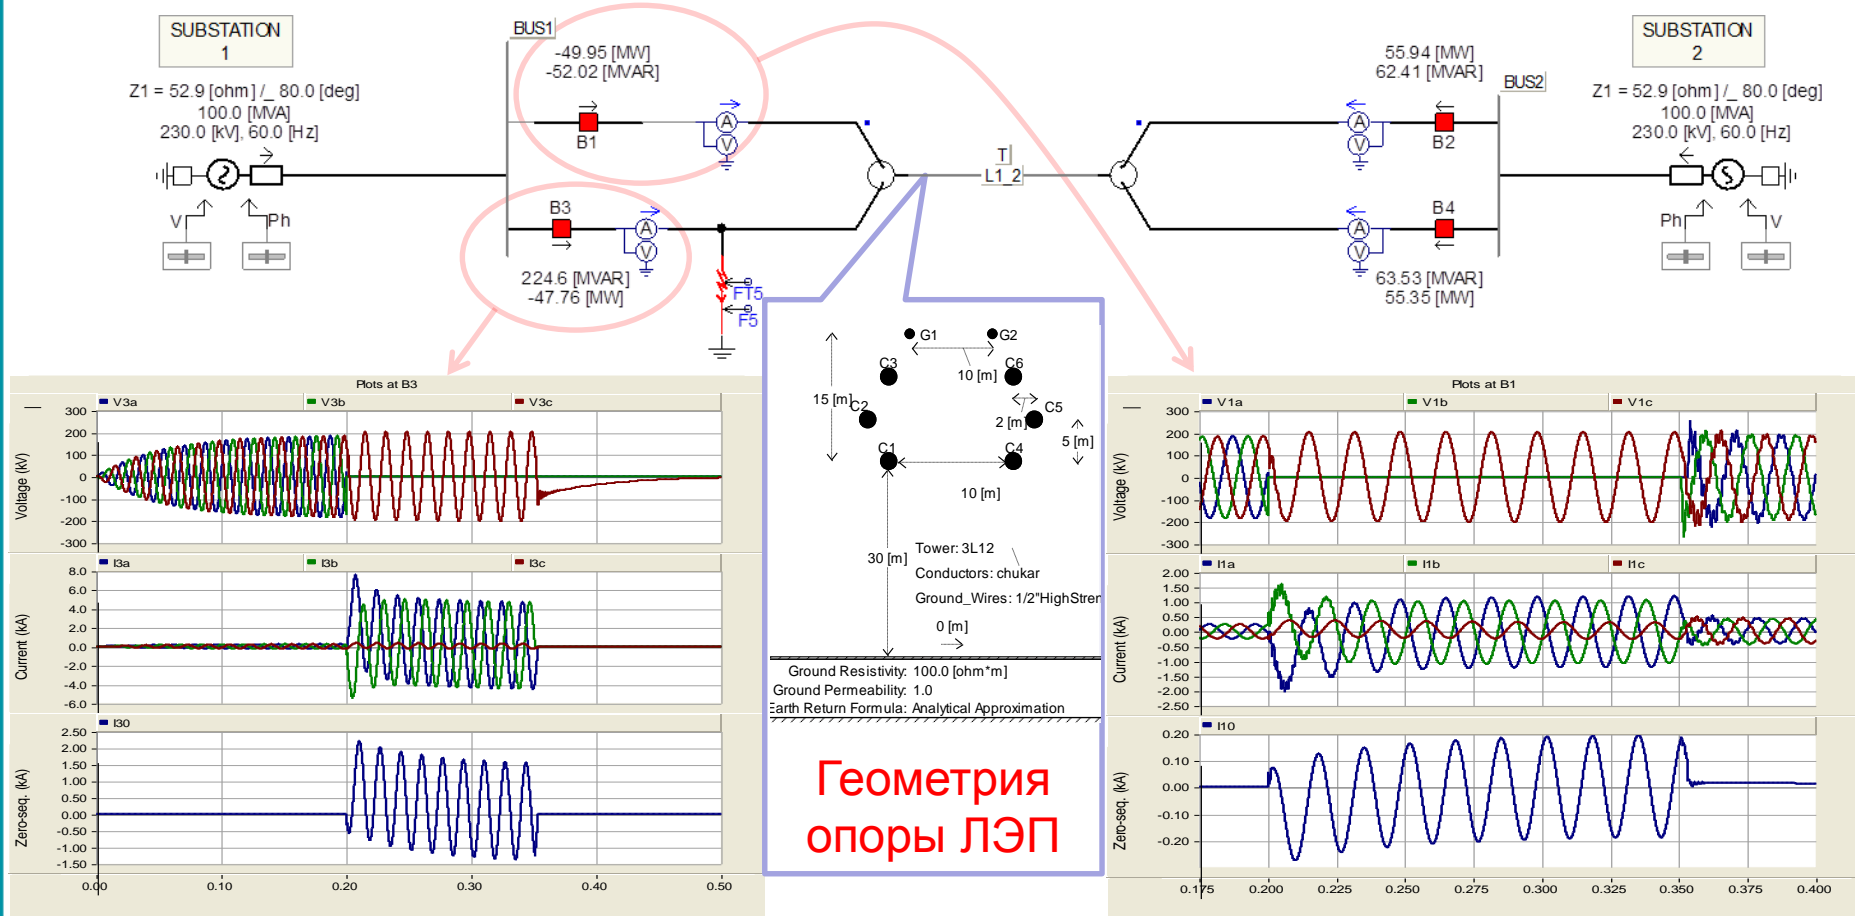 SUBSTATION
1
Z1 = 52.9 [ohm] /_ 80.0 [deg]
100.0 [MVA]
230.0 [kV], 60.0 [Hz]
V
Ph
BUS1
-49.95 [MW]
-52.02 [MVAR]
B1
A
V
B3
A
V
224.6 [MVAR]
-47.76 [MW]
FT5
F5
T
L1_2
55.94 [MW]
62.41 [MVAR]
BUS2
A
V
B2
A
V
B4
63.53 [MVAR]
55.35 [MW]
SUBSTATION
2
Z1 = 52.9 [ohm] /_ 80.0 [deg]
100.0 [MVA]
230.0 [kV], 60.0 [Hz]
Ph
V
Plots at B3
V3a V3b V3c
Voltage (kV)
300
200
100
0
-100
-200
-300
I3a I3b I3c
Current (kA)
8.0
6.0
4.0
2.0
0.0
-2.0
-4.0
-6.0
I30
Zero-seq. (kA)
2.50
2.00
1.50
1.00
0.50
0.00
-0.50
-1.00
-1.50
0.00 0.10 0.20 0.30 0.40 0.50
G1 G2
C3 C6
10 [m]
15 [m]
C2 C5
2 [m]
5 [m]
C1 C4
10 [m]
30 [m]
Tower: 3L12
Conductors: chukar
Ground_Wires: 1/2"HighStren
0 [m]
Ground Resistivity: 100.0 [ohm*m]
Ground Permeability: 1.0
Earth Return Formula: Analytical Approximation
Геометрия
опоры ЛЭП
Plots at B1
V1a V1b V1c
Voltage (kV)
300
200
100
0
-100
-200
-300
I1a I1b I1c
Current (kA)
2.00
1.50
1.00
0.50
0.00
-0.50
-1.00
-1.50
-2.00
-2.50
I10
Zero-seq. (kA)
0.20
0.10
0.00
-0.10
-0.20
0.175 0.200 0.225 0.250 0.275 0.300 0.325 0.350 0.375 0.400